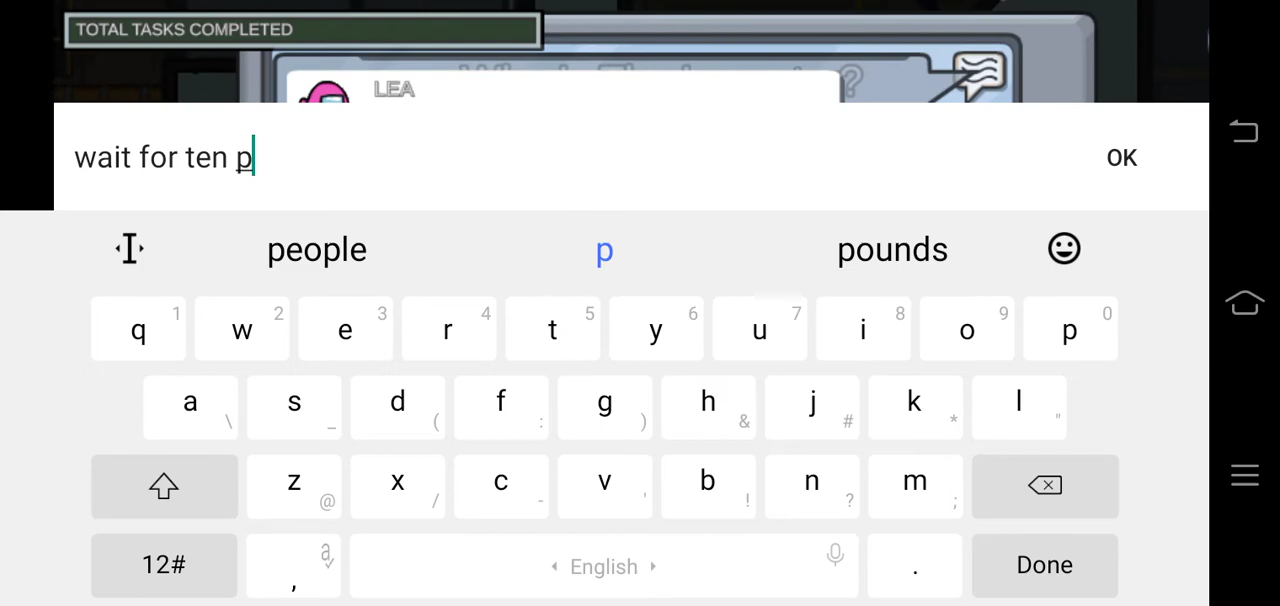 TOTAL TASKS COMPLETED
LEA
wait for ten p
OK
people p pounds
q 1 w 2 e 3 r 4 t 5 y 6 u 7 i 8 o 9 p 0
a \ s _ d ( f : g ) h & j # k * l "
z @ x / c - v ' b ! n ? m ;
12# , a English . Done